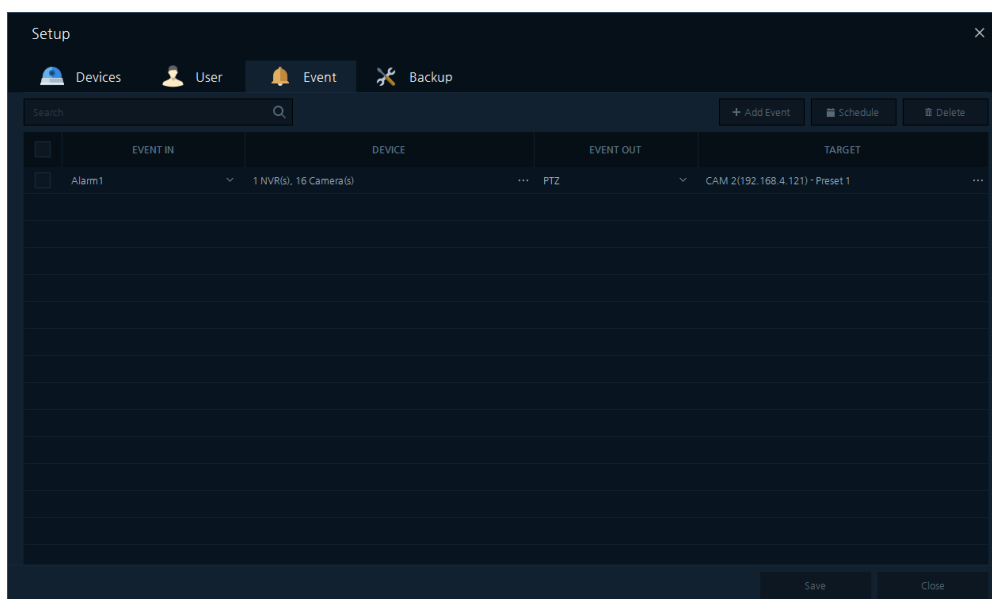 Setup
Devices User Event Backup
Search + Add Event Schedule Delete
EVENT IN DEVICE EVENT OUT TARGET
Alarm1 1 NVR(s), 16 Camera(s) ... PTZ CAM 2(192.168.4.121) - Preset 1 ...
Save Close